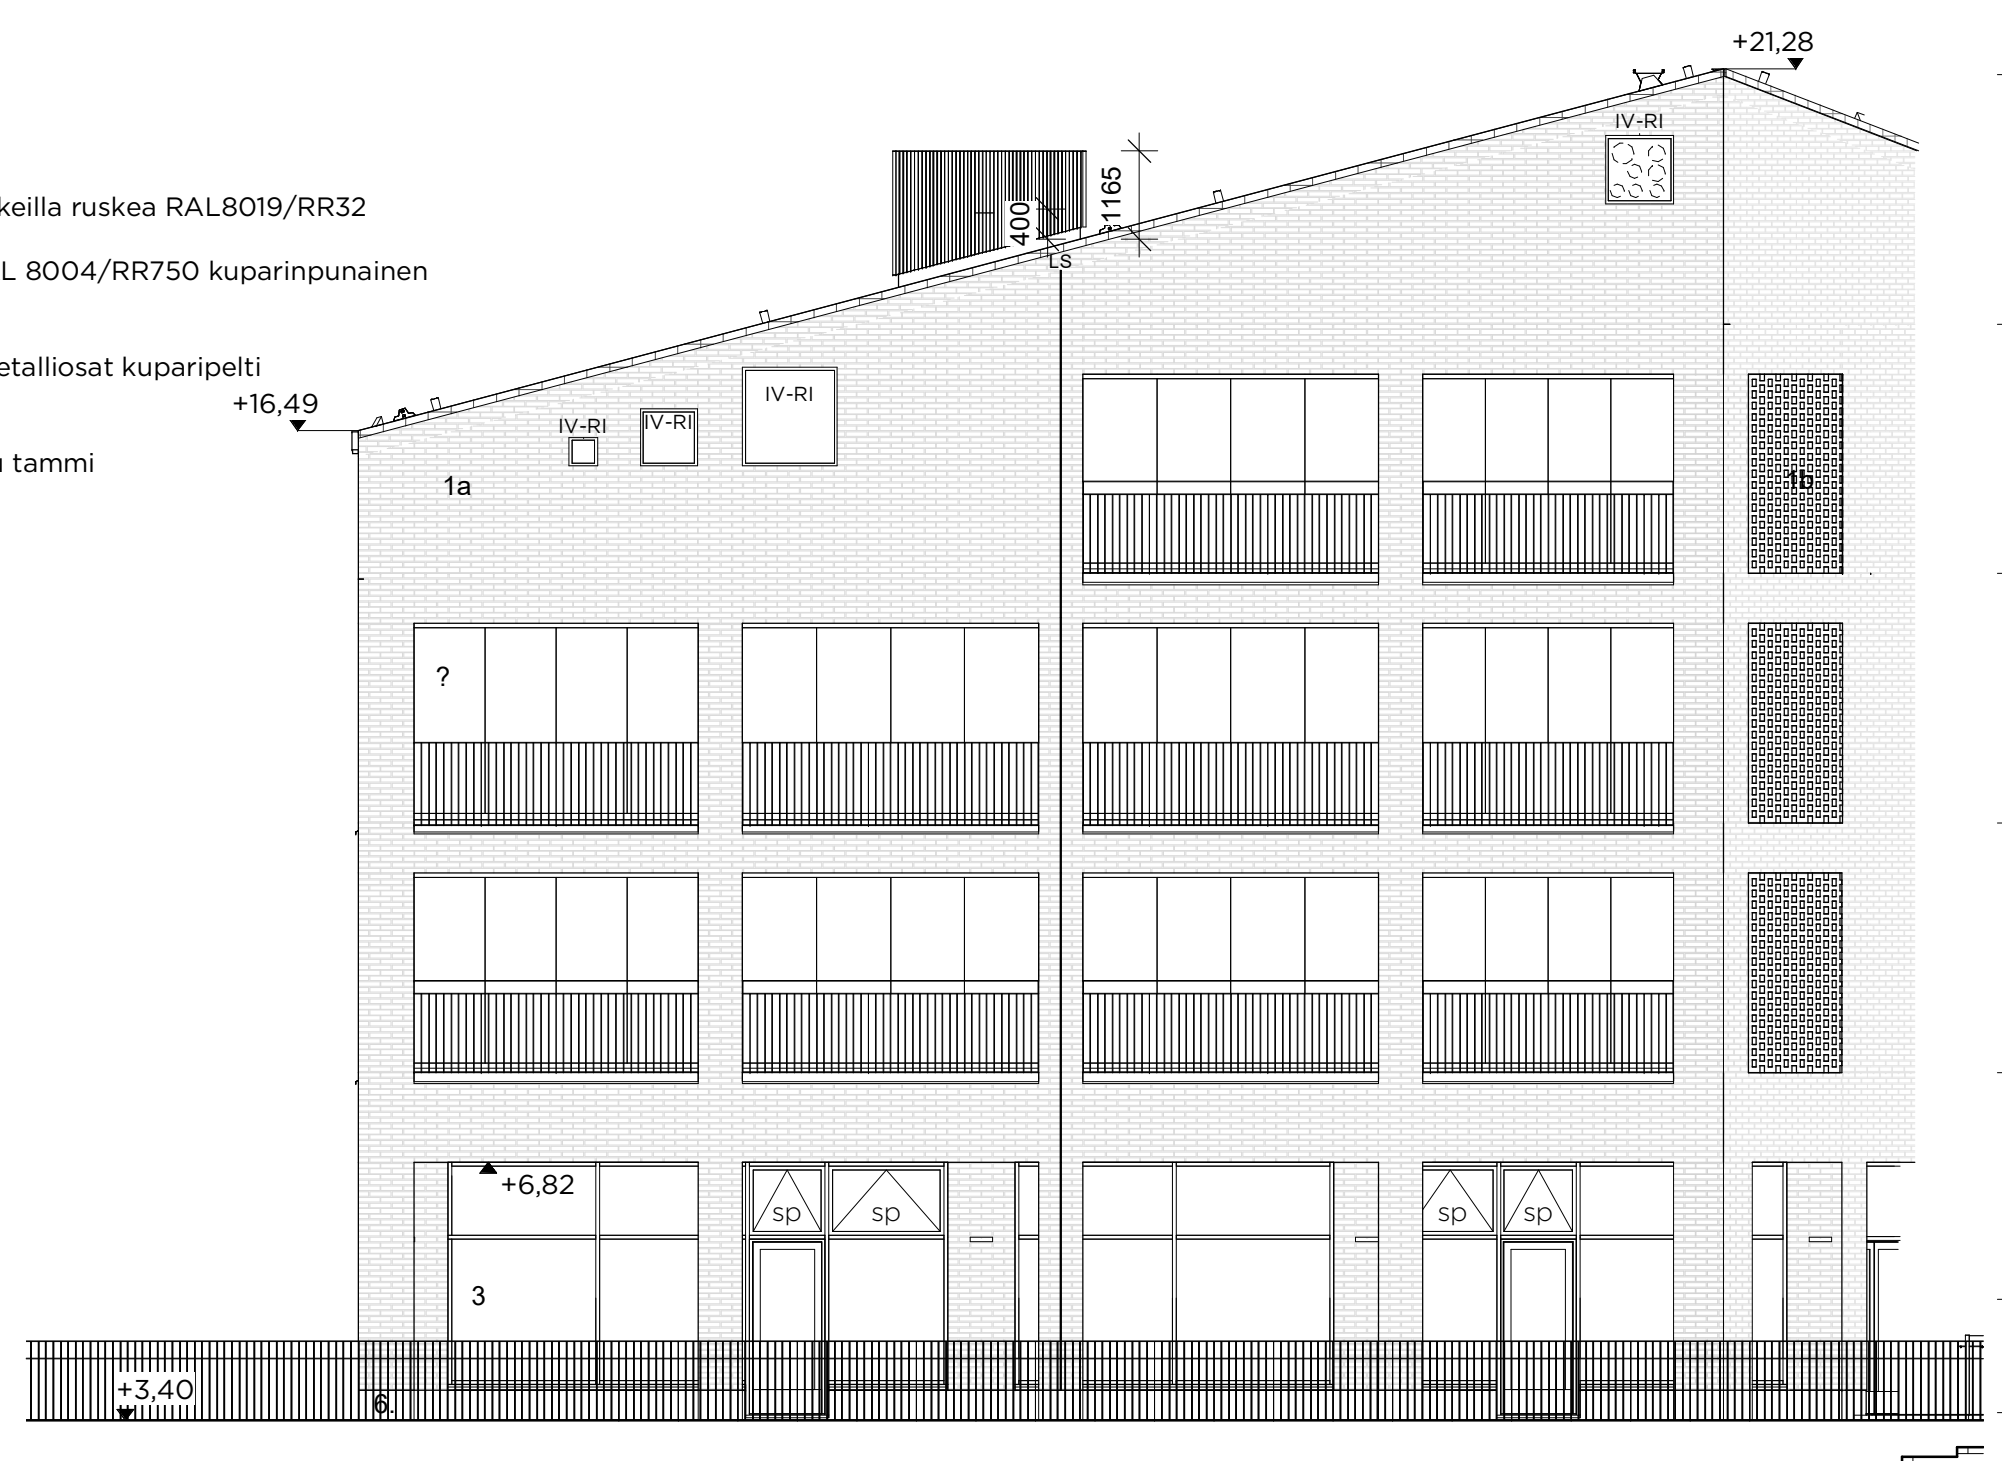 +21,28
IV-RI
keilla ruskea RAL8019/RR32
1165
400
LS
L 8004/RR750 kuparinpunainen
etalliosat kuparipelti
+16,49
IV-RI
IV-RI
IV-RI
tammi
1a
1b
?
+6,82
sp
sp
sp
sp
3
+3,40
6.